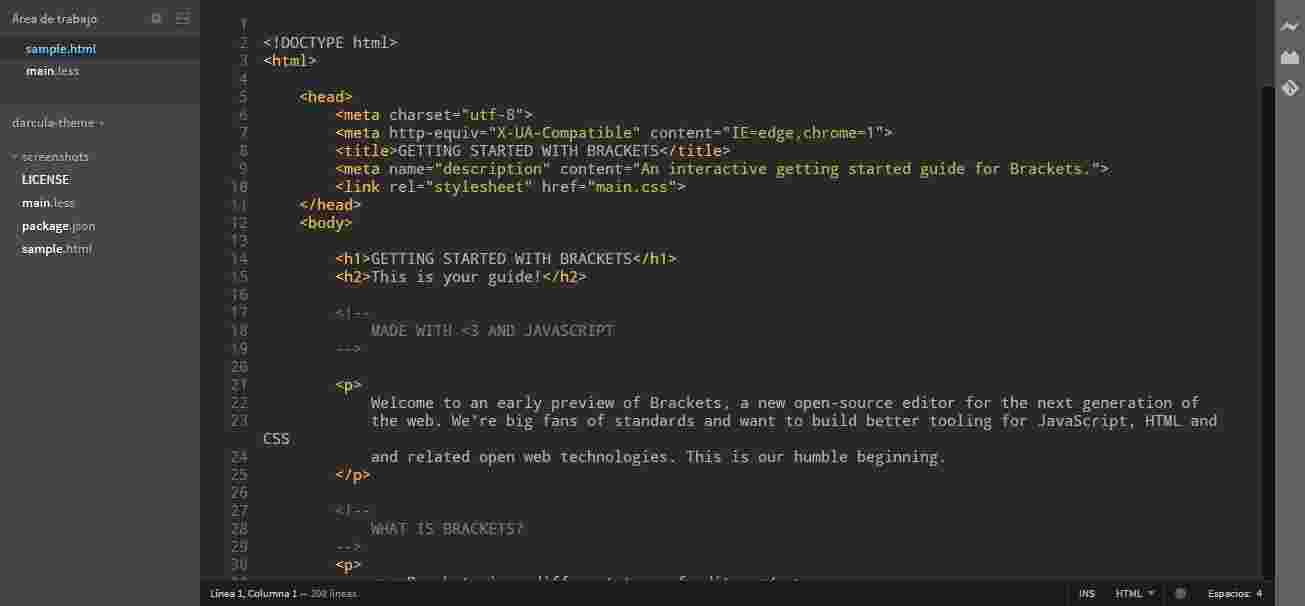 Área de trabajo
sample.html
main.less
darcula-theme
screenshots
LICENSE
main.less
package.json
sample.html
1
2 <!DOCTYPE html>
3 <html>
4
5 <head>
6 <meta charset="utf-8">
7 <meta http-equiv="X-UA-Compatible" content="IE=edge,chrome=1">
8 <title>GETTING STARTED WITH BRACKETS</title>
9 <meta name="description" content="An interactive getting started guide for Brackets.">
10 <link rel="stylesheet" href="main.css">
11 </head>
12 <body>
13
14 <h1>GETTING STARTED WITH BRACKETS</h1>
15 <h2>This is your guide!</h2>
16
17 <!--
18 MADE WITH <3 AND JAVASCRIPT
19 -->
20
21 <p>
22 Welcome to an early preview of Brackets, a new open-source editor for the next generation of
23 the web. We're big fans of standards and want to build better tooling for JavaScript, HTML and
CSS
24 and related open web technologies. This is our humble beginning.
25 </p>
26
27 <!--
28 WHAT IS BRACKETS?
29 -->
30 <p>
Línea 1, Columna 1 — 200 líneas
INS
HTML
Espacios: 4